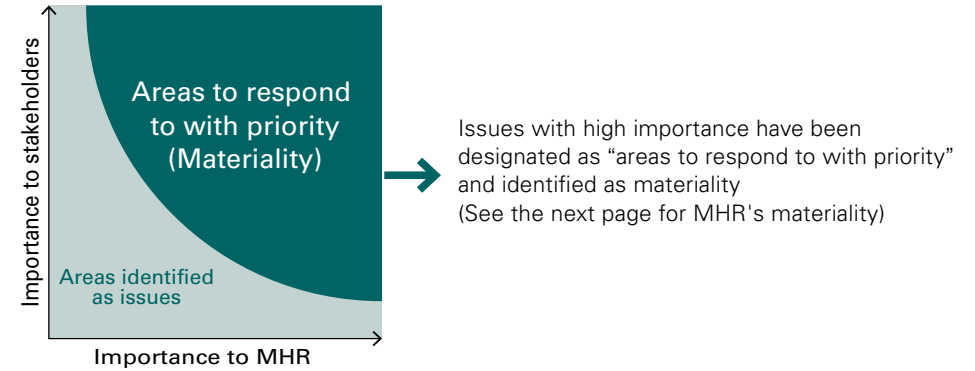 Importance to stakeholders
Areas to respond
to with priority
(Materiality)
Areas identified
as issues
Importance to MHR
Issues with high importance have been
designated as “areas to respond to with priority”
and identified as materiality
(See the next page for MHR's materiality)